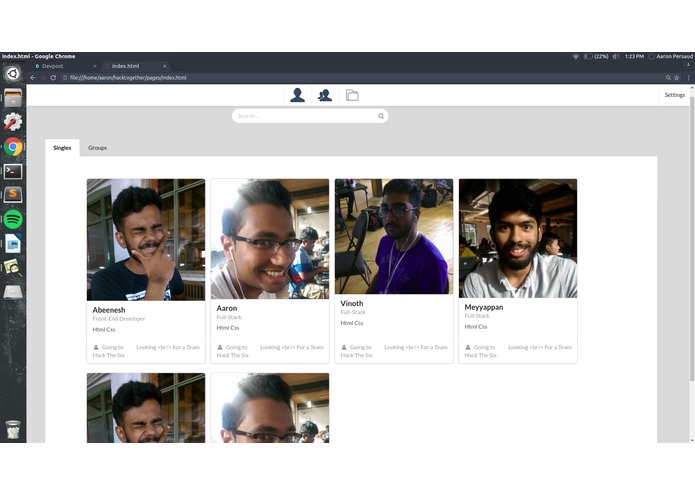 index.html - Google Chrome
(22%)
1:23 PM
Aaron Persaud
Devpost
index.html
file:///home/aaron/hacktogether/pages/index.html
Settings
Search...
Singles
Groups
Abeenesh
Front-End Developer
Html Css
Going to
Hack The Six
Looking <br/> For a Team
Aaron
Full-Stack
Html Css
Going to
Hack The Six
Looking <br/> For a Team
Vinoth
Full-Stack
Html Css
Going to
Hack The Six
Looking <br/> For a Team
Meyyappan
Full-Stack
Html Css
Going to
Hack The Six
Looking <br/> For a Team